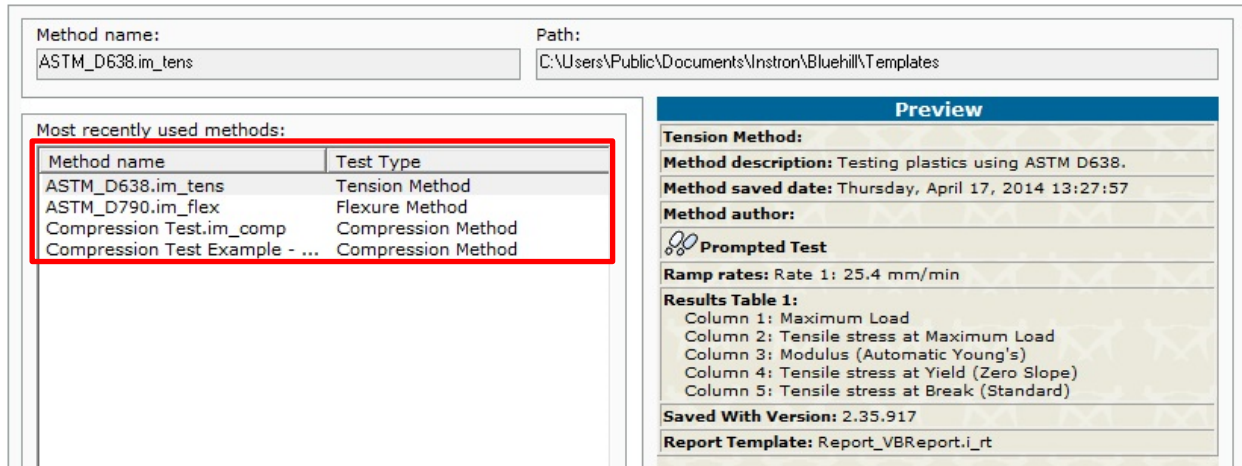 Method name:
ASTM_D638.im_tens
Path:
C:\Users\Public\Documents\Instron\Bluehill\Templates
Most recently used methods:
Method name Test Type
ASTM_D638.im_tens Tension Method
ASTM_D790.im_flex Flexure Method
Compression Test.im_comp Compression Method
Compression Test Example - ... Compression Method
Preview
Tension Method:
Method description: Testing plastics using ASTM D638.
Method saved date: Thursday, April 17, 2014 13:27:57
Method author:
Prompted Test
Ramp rates: Rate 1: 25.4 mm/min
Results Table 1:
Column 1: Maximum Load
Column 2: Tensile stress at Maximum Load
Column 3: Modulus (Automatic Young's)
Column 4: Tensile stress at Yield (Zero Slope)
Column 5: Tensile stress at Break (Standard)
Saved With Version: 2.35.917
Report Template: Report_VBReport.i_rt